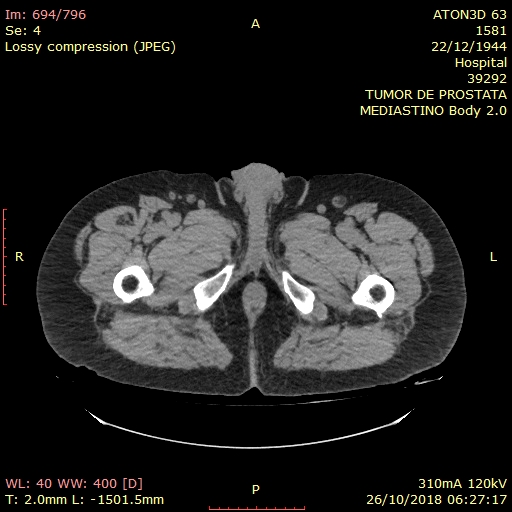 Im: 694/796
Se: 4
Lossy compression (JPEG)
A
ATON3D 63
1581
22/12/1944
Hospital
39292
TUMOR DE PROSTATA
MEDIASTINO Body 2.0
R
L
WL: 40 WW: 400 [D]
T: 2.0mm L: -1501.5mm
P
310mA 120kV
26/10/2018 06:27:17